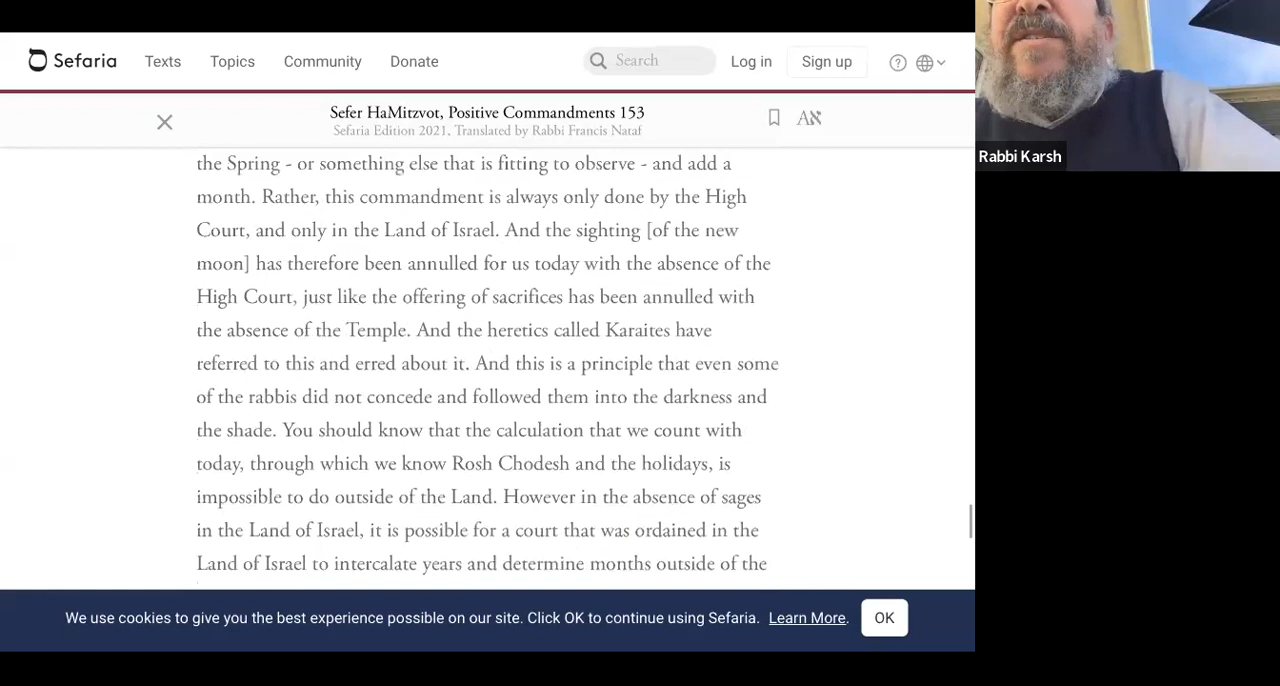 Sefaria Texts Topics Community Donate Search Log in Sign up
Sefer HaMitzvot, Positive Commandments 153
Sefaria Edition 2021, Translated by Rabbi Francis Nataf
Aא
Rabbi Karsh
the Spring - or something else that is fitting to observe - and add a
month. Rather, this commandment is always only done by the High
Court, and only in the Land of Israel. And the sighting [of the new
moon] has therefore been annulled for us today with the absence of the
High Court, just like the offering of sacrifices has been annulled with
the absence of the Temple. And the heretics called Karaites have
referred to this and erred about it. And this is a principle that even some
of the rabbis did not concede and followed them into the darkness and
the shade. You should know that the calculation that we count with
today, through which we know Rosh Chodesh and the holidays, is
impossible to do outside of the Land. However in the absence of sages
in the Land of Israel, it is possible for a court that was ordained in the
Land of Israel to intercalate years and determine months outside of the
We use cookies to give you the best experience possible on our site. Click OK to continue using Sefaria. Learn More. OK